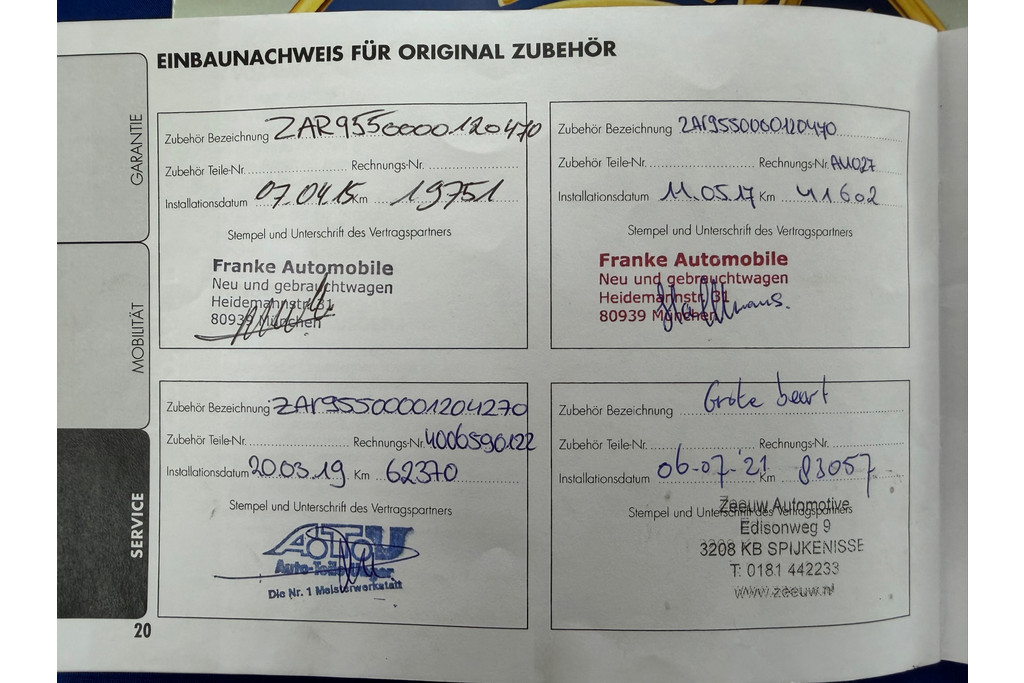 EINBAUNACHWEIS FÜR ORIGINAL ZUBEHÖR
GARANTIE
MOBILITÄT
SERVICE
Zubehör Bezeichnung ZAR9550000120470
Zubehör Teile-Nr. Rechnungs-Nr.
Installationsdatum 07.04.15 Km 19751
Stempel und Unterschrift des Vertragspartners
Franke Automobile
Neu und gebrauchtwagen
Heidemannstr. 31
80939 München
Zubehör Bezeichnung ZAR9550000120470
Zubehör Teile-Nr. Rechnungs-Nr.
Installationsdatum 11.05.17 Km 41602
Stempel und Unterschrift des Vertragspartners
Franke Automobile
Neu und gebrauchtwagen
Heidemannstr. 31
80939 München
Zubehör Bezeichnung ZAR95500001204270
Zubehör Teile-Nr. Rechnungs-Nr. 4006590122
Installationsdatum 20.03.19 Km 62370
Stempel und Unterschrift des Vertragspartners
A.T.U
Die Nr. 1 Meisterwerkstatt
Zubehör Bezeichnung Grote beurt
Zubehör Teile-Nr. Rechnungs-Nr.
Installationsdatum 06-07-'21 Km 83057
Stempel und Unterschrift des Vertragspartners
Zeeuw Automotive
Edisonweg 9
3208 KB SPIJKENISSE
T: 0181 442233
www.zeeuw.nl
20